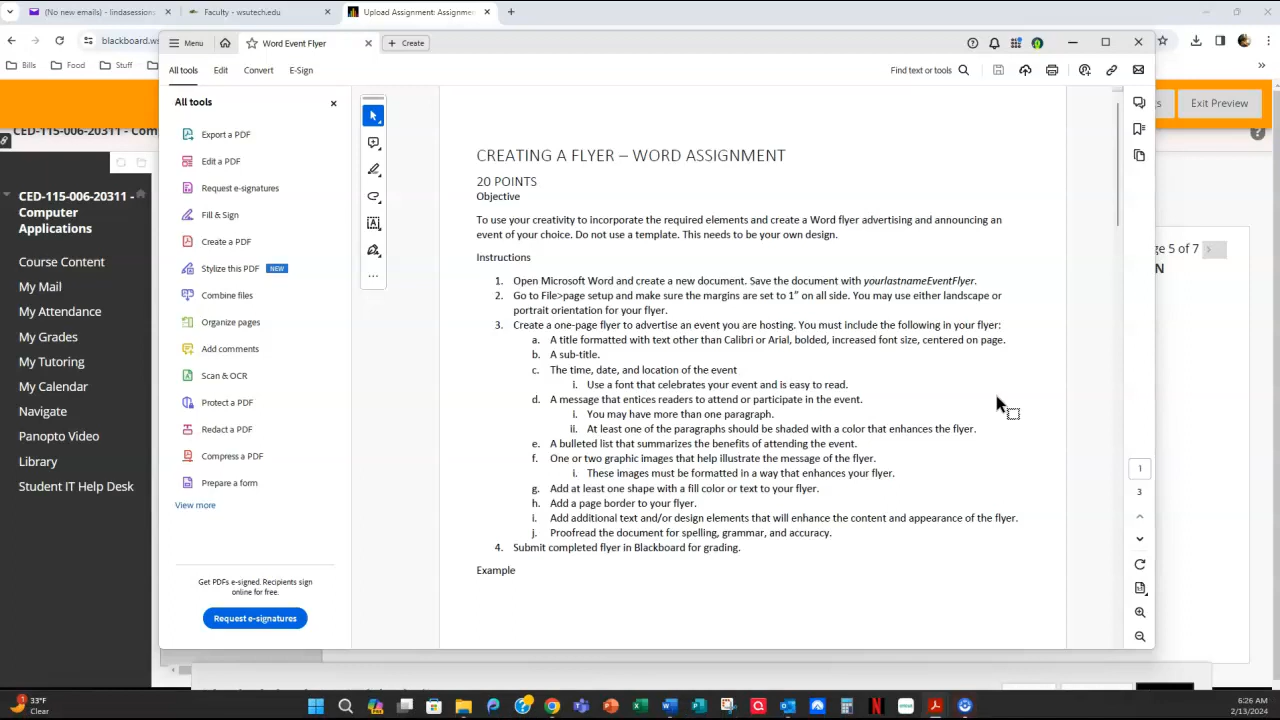 (No new emails) - lindasession
Faculty - wsutech.edu
Upload Assignment: Assignme
blackboard.ws
Bills
Food
Stuff
Menu
Word Event Flyer
Create
All tools
Edit
Convert
E-Sign
Find text or tools
Exit Preview
CED-115-006-20311 - Com
CED-115-006-20311 -
Computer
Applications
Course Content
My Mail
My Attendance
My Grades
My Tutoring
My Calendar
Navigate
Panopto Video
Library
Student IT Help Desk
All tools
Export a PDF
Edit a PDF
Request e-signatures
Fill & Sign
Create a PDF
Stylize this PDF NEW
Combine files
Organize pages
Add comments
Scan & OCR
Protect a PDF
Redact a PDF
Compress a PDF
Prepare a form
View more
Get PDFs e-signed. Recipients sign
online for free.
Request e-signatures
CREATING A FLYER – WORD ASSIGNMENT
20 POINTS
Objective
To use your creativity to incorporate the required elements and create a Word flyer advertising and announcing an
event of your choice. Do not use a template. This needs to be your own design.
Instructions
1. Open Microsoft Word and create a new document. Save the document with yourlastnameEventFlyer.
2. Go to File>page setup and make sure the margins are set to 1” on all side. You may use either landscape or
portrait orientation for your flyer.
3. Create a one-page flyer to advertise an event you are hosting. You must include the following in your flyer:
a. A title formatted with text other than Calibri or Arial, bolded, increased font size, centered on page.
b. A sub-title.
c. The time, date, and location of the event
i. Use a font that celebrates your event and is easy to read.
d. A message that entices readers to attend or participate in the event.
i. You may have more than one paragraph.
ii. At least one of the paragraphs should be shaded with a color that enhances the flyer.
e. A bulleted list that summarizes the benefits of attending the event.
f. One or two graphic images that help illustrate the message of the flyer.
i. These images must be formatted in a way that enhances your flyer.
g. Add at least one shape with a fill color or text to your flyer.
h. Add a page border to your flyer.
i. Add additional text and/or design elements that will enhance the content and appearance of the flyer.
j. Proofread the document for spelling, grammar, and accuracy.
4. Submit completed flyer in Blackboard for grading.
Example
1
3
ge 5 of 7
N
33°F
Clear
6:26 AM
2/13/2024